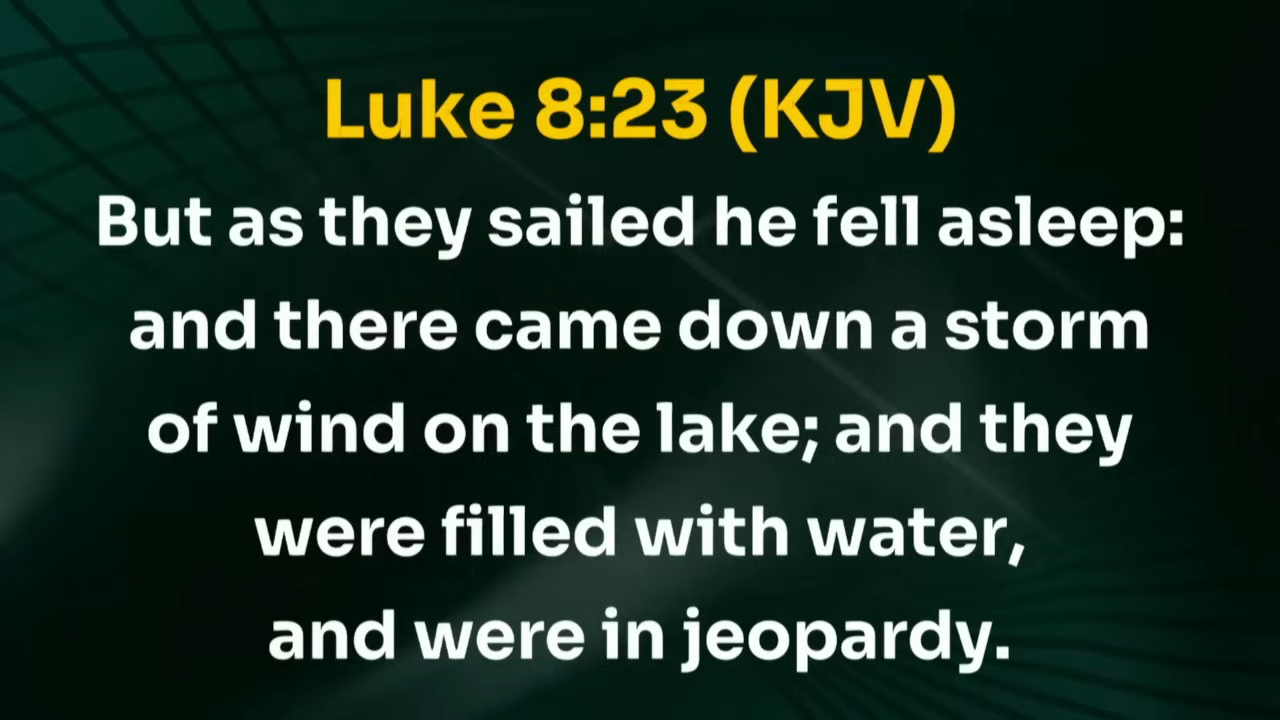 Luke 8:23 (KJV)
But as they sailed he fell asleep:
and there came down a storm
of wind on the lake; and they
were filled with water,
and were in jeopardy.